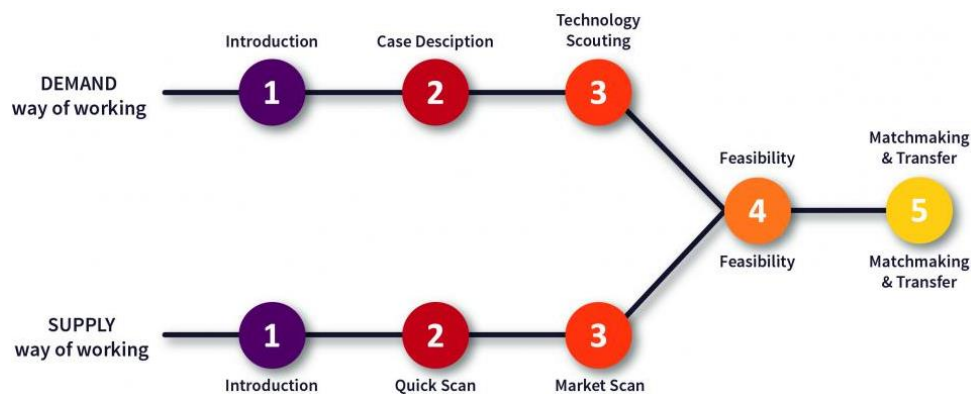 Technology
Scouting
Introduction
Case Desciption
DEMAND
way of working
1
2
3
Feasibility
Matchmaking
& Transfer
4
5
Feasibility
Matchmaking
& Transfer
SUPPLY
way of working
1
2
3
Introduction
Quick Scan
Market Scan